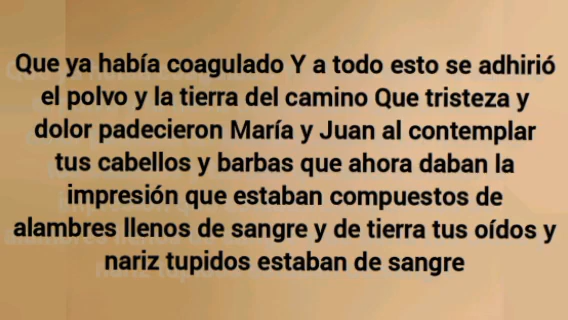 Que ya había coagulado Y a todo esto se adhirió
el polvo y la tierra del camino Que tristeza y
dolor padecieron María y Juan al contemplar
tus cabellos y barbas que ahora daban la
impresión que estaban compuestos de
alambres llenos de sangre y de tierra tus oídos y
nariz tupidos estaban de sangre